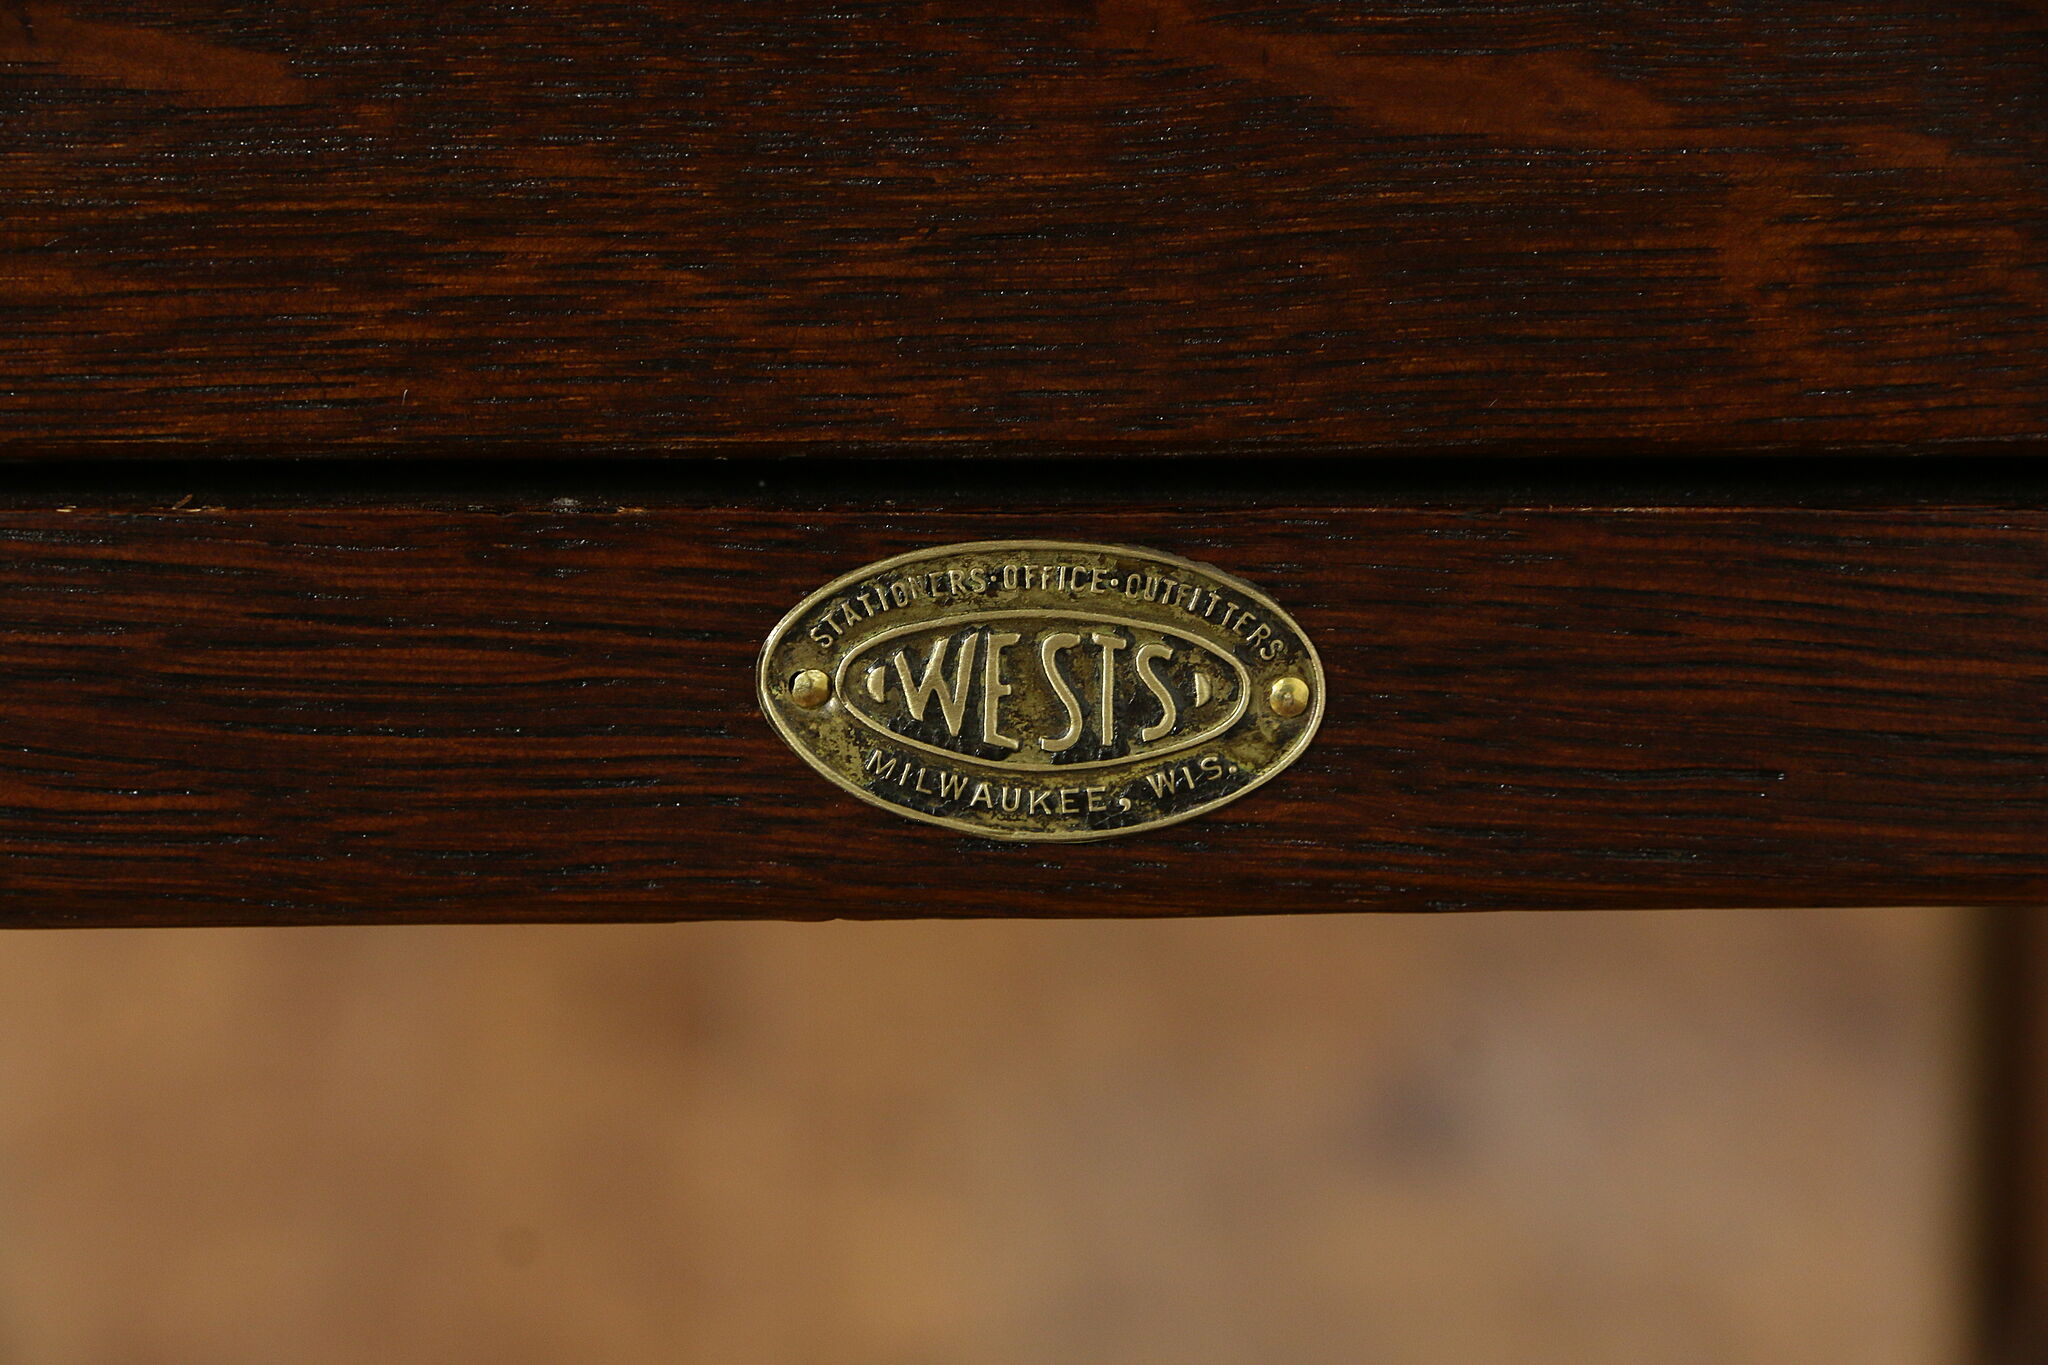 STATIONERS·OFFICE·OUTFITTERS
WESTS
MILWAUKEE, WIS.